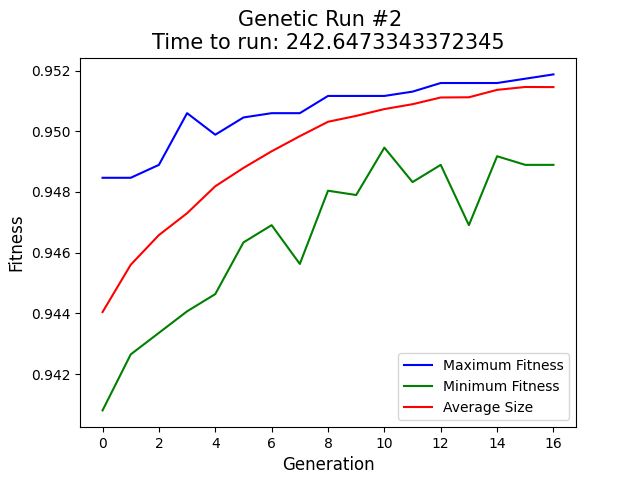 Genetic Run #2
Time to run: 242.6473343372345
0.952
0.950
0.948
0.946
0.944
0.942
Fitness
0 2 4 6 8 10 12 14 16
Generation
Maximum Fitness
Minimum Fitness
Average Size